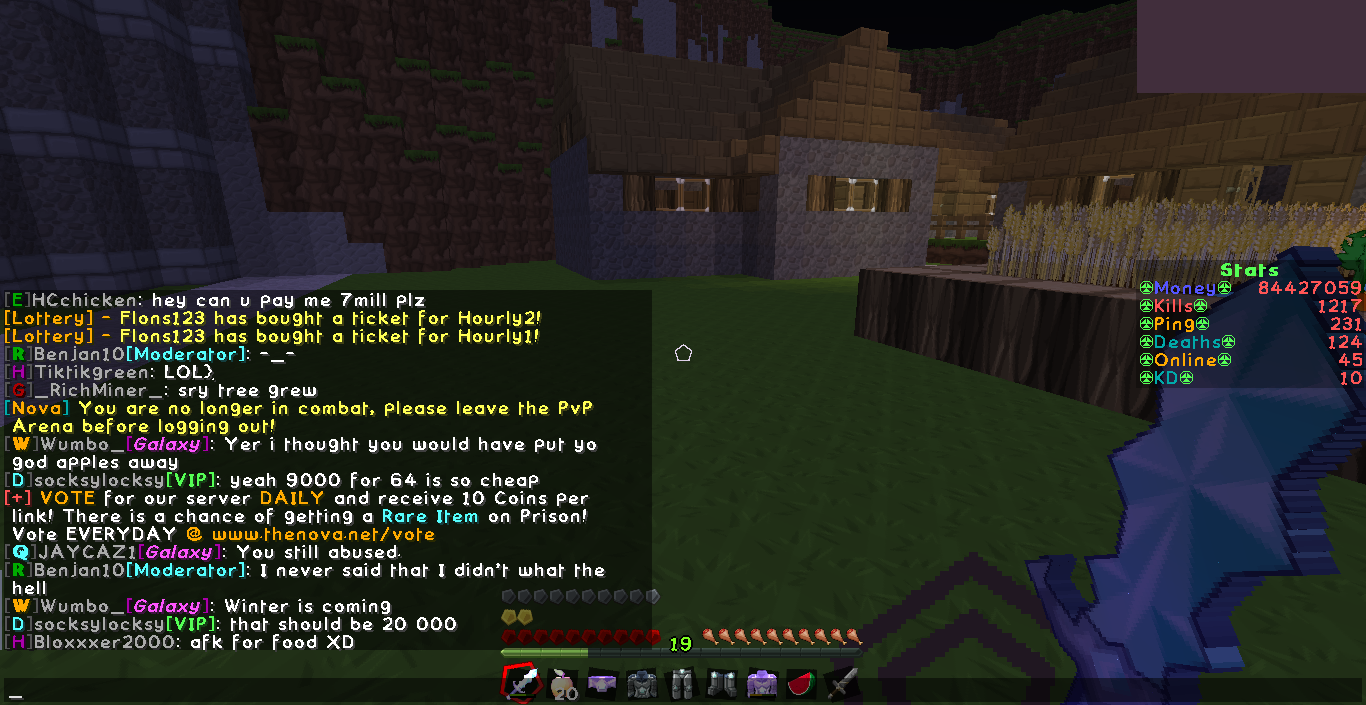 [E]HCchicken: hey can u pay me 7mill plz
[Lottery] - Flons123 has bought a ticket for Hourly2!
[Lottery] - Flons123 has bought a ticket for Hourly1!
[R]Benjan10[Moderator]: -_-
[H]Tiktikgreen: LOL}
[G]_RichMiner_: sry tree grew
[Nova] You are no longer in combat, please leave the PvP
Arena before logging out!
[W]Wumbo_[Galaxy]: Yer i thought you would have put yo
god apples away
[D]socksylocksy[VIP]: yeah 9000 for 64 is so cheap
[+] VOTE for our server DAILY and receive 10 Coins per
link! There is a chance of getting a Rare Item on Prison!
Vote EVERYDAY @ www.thenova.net/vote
[Q]JAYCAZ1[Galaxy]: You still abused.
[R]Benjan10[Moderator]: I never said that I didn't what the
hell
[W]Wumbo_[Galaxy]: Winter is coming
[D]socksylocksy[VIP]: that should be 20 000
[H]Bloxxxer2000: afk for food XD
_
Stats
Money 84427059
Kills 1217
Ping 231
Deaths 124
Online 45
KD 10
19
20